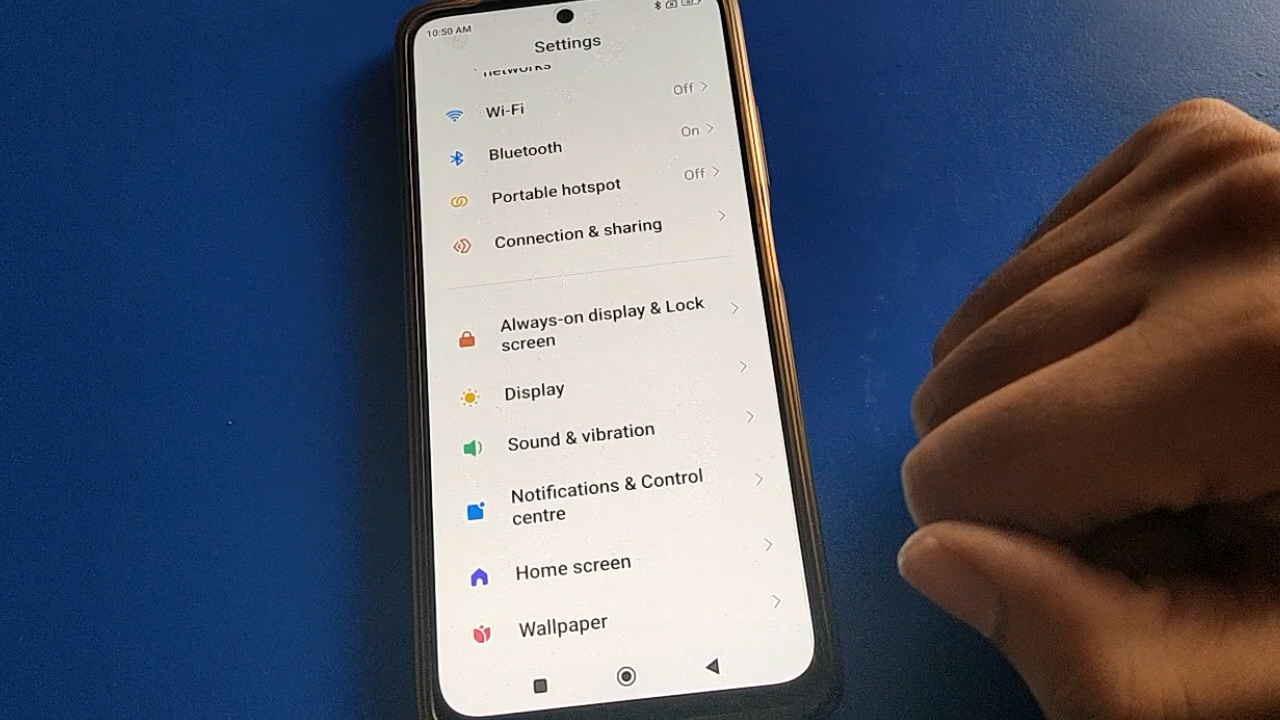 10:50 AM
Settings
networks
Wi-Fi
Off
Bluetooth
On
Portable hotspot
Off
Connection & sharing
Always-on display & Lock
screen
Display
Sound & vibration
Notifications & Control
centre
Home screen
Wallpaper